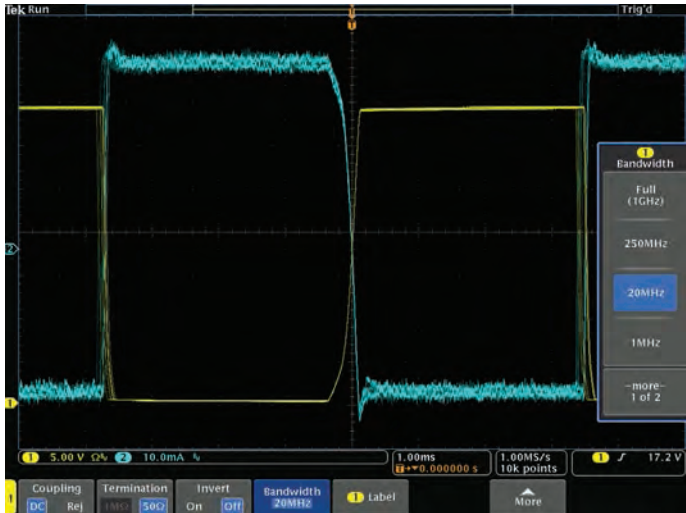 Tek Run
Trig'd
T
T
2
1
1
Bandwidth
Full
(1GHz)
250MHz
20MHz
1MHz
-more-
1 of 2
1 5.00 V Ω 2 10.0mA
1.00ms
T→▼0.000000 s
1.00MS/s
10k points
1 ∫ 17.2 V
1
Coupling
DC Rej
Termination
1MΩ 50Ω
Invert
On Off
Bandwidth
20MHz
1 Label
More